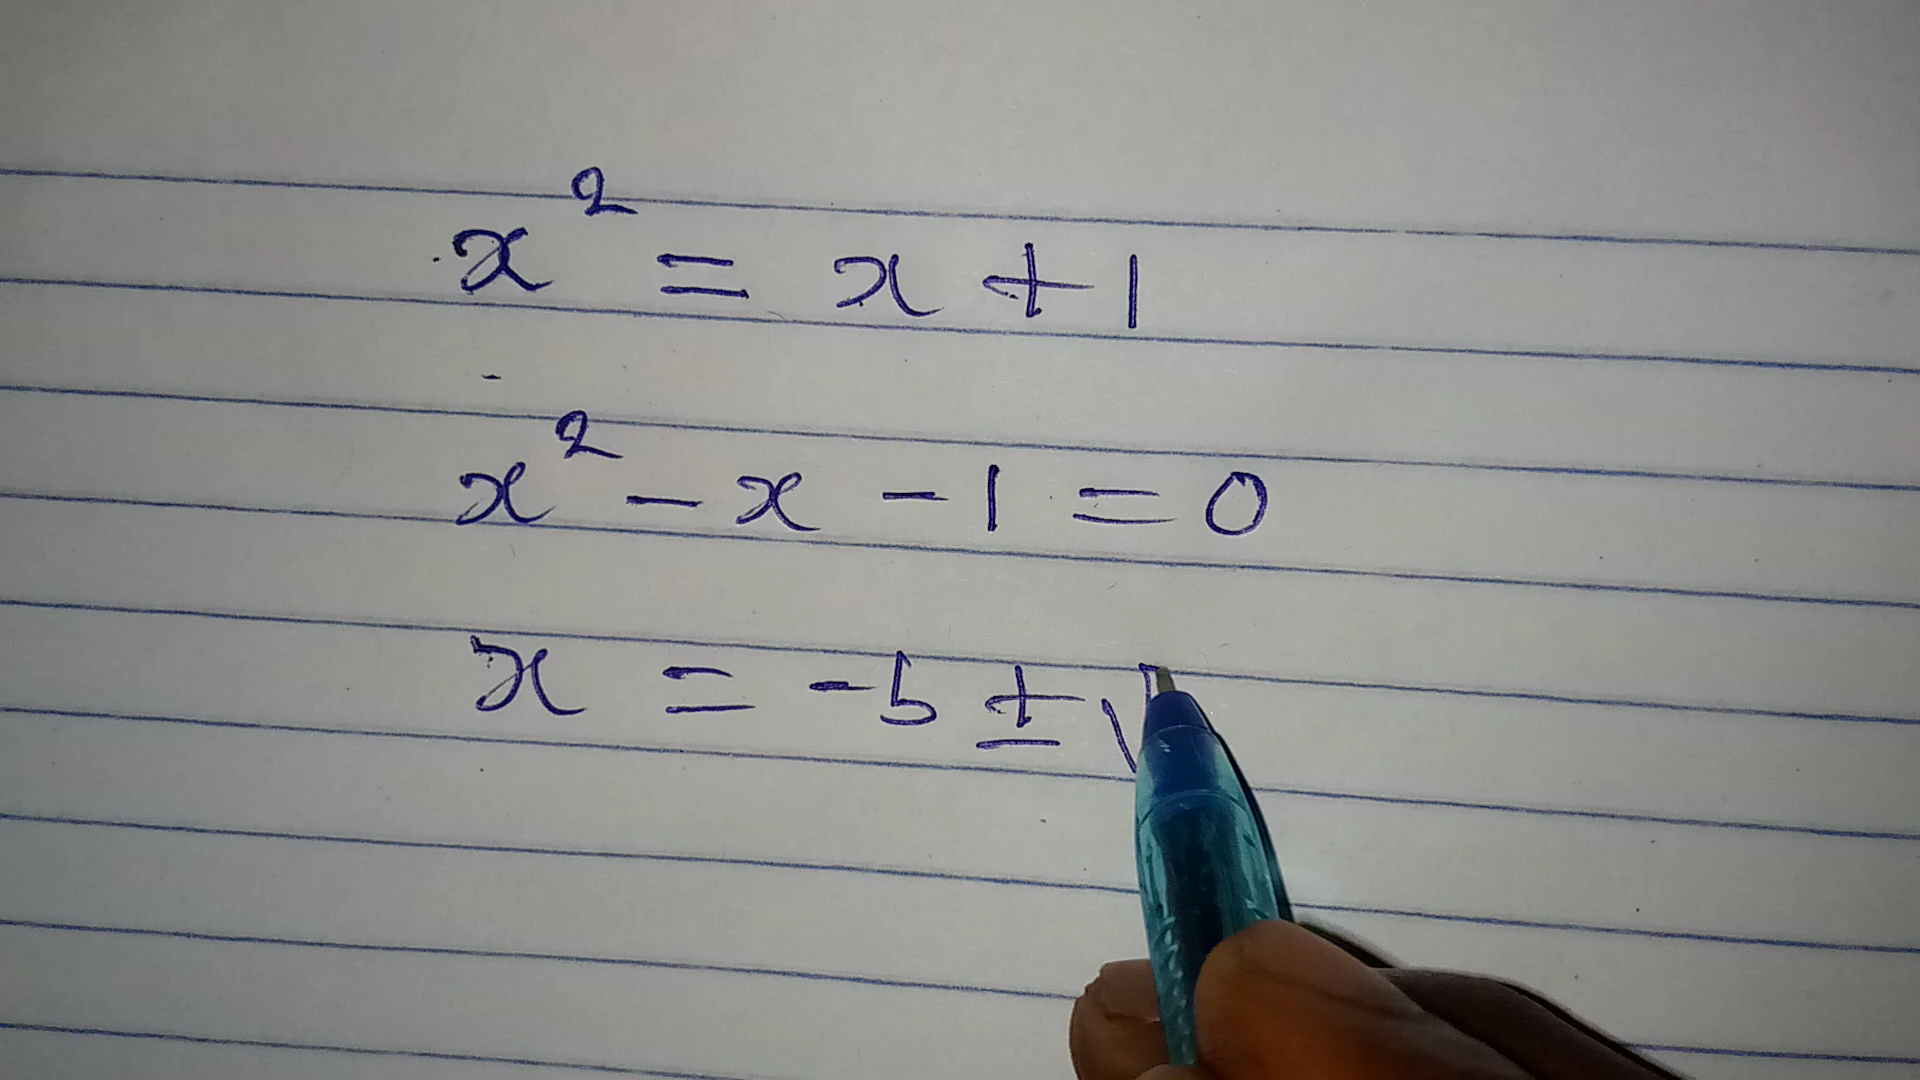 x² = x + 1
x² - x - 1 = 0
x = -b ± √